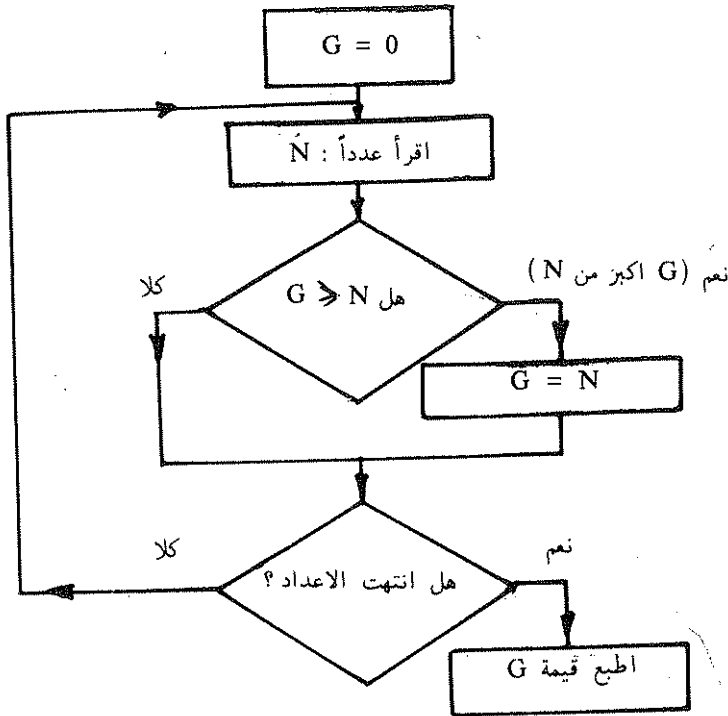 G = 0
اقرأ عدداً : N
كلا
هل G ⩾ N
نعم (G اكبر من N)
G = N
كلا
هل انتهت الاعداد ؟
نعم
اطبع قيمة G